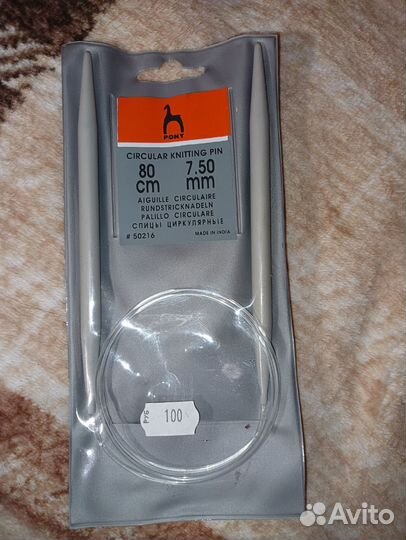 PONY
CIRCULAR KNITTING PIN
80 7.50
cm mm
AIGUILLE CIRCULAIRE
RUNDSTRICKNADELN
PALILLO CIRCULARE
СПИЦЫ ЦИРКУЛЯРНЫЕ
# 50216 MADE IN INDIA
РУБ 100
Avito